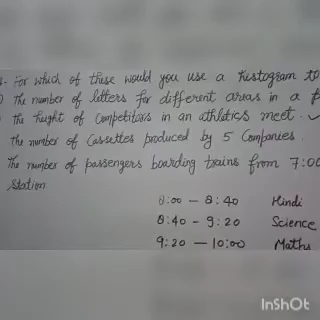 For which of these would you use a histogram to
The number of letters for different areas in a
the height of Competitors in an athletics meet. ✓
The number of Cassettes produced by 5 Companies.
The number of passengers boarding trains from 7:00
Station.
8:00 — 8:40 Hindi
8:40 - 9:20 Science
9:20 — 10:00 Maths
InShOt